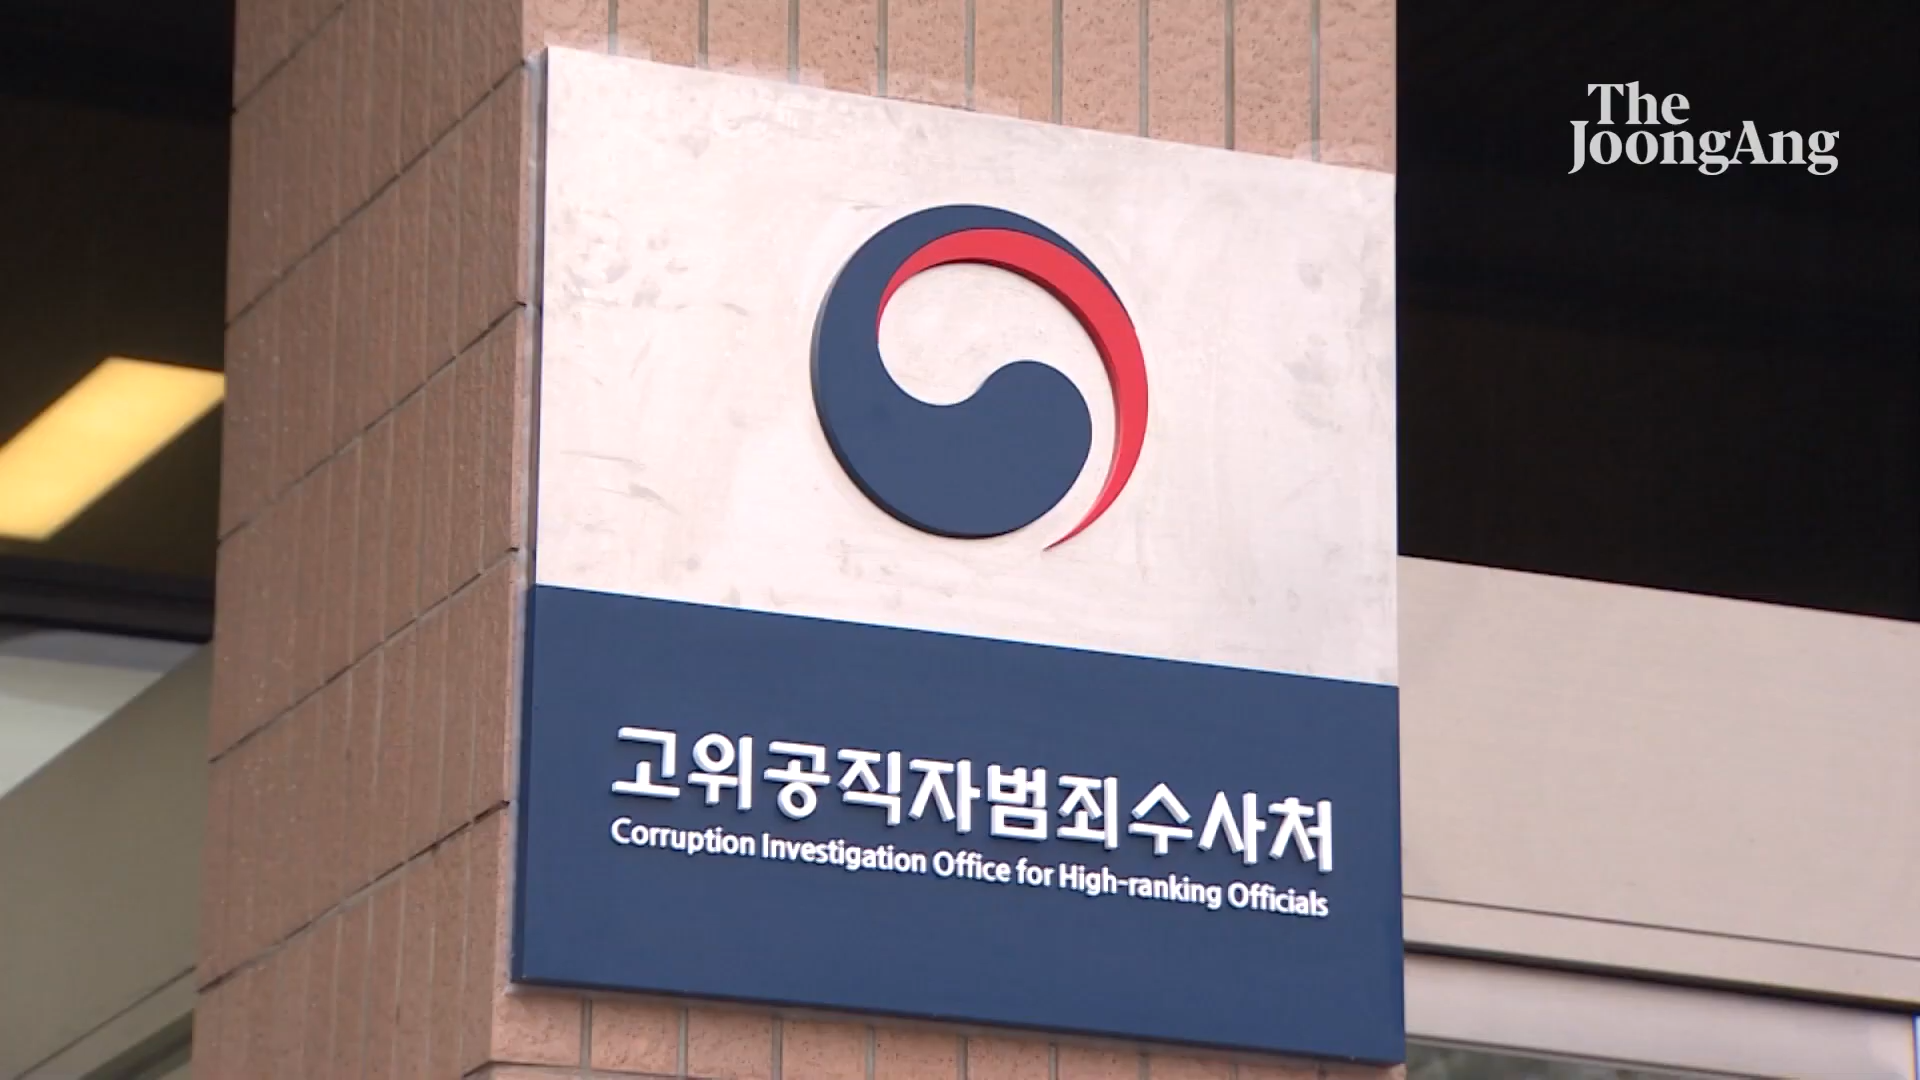 The
JoongAng
고위공직자범죄수사처
Corruption Investigation Office for High-ranking Officials